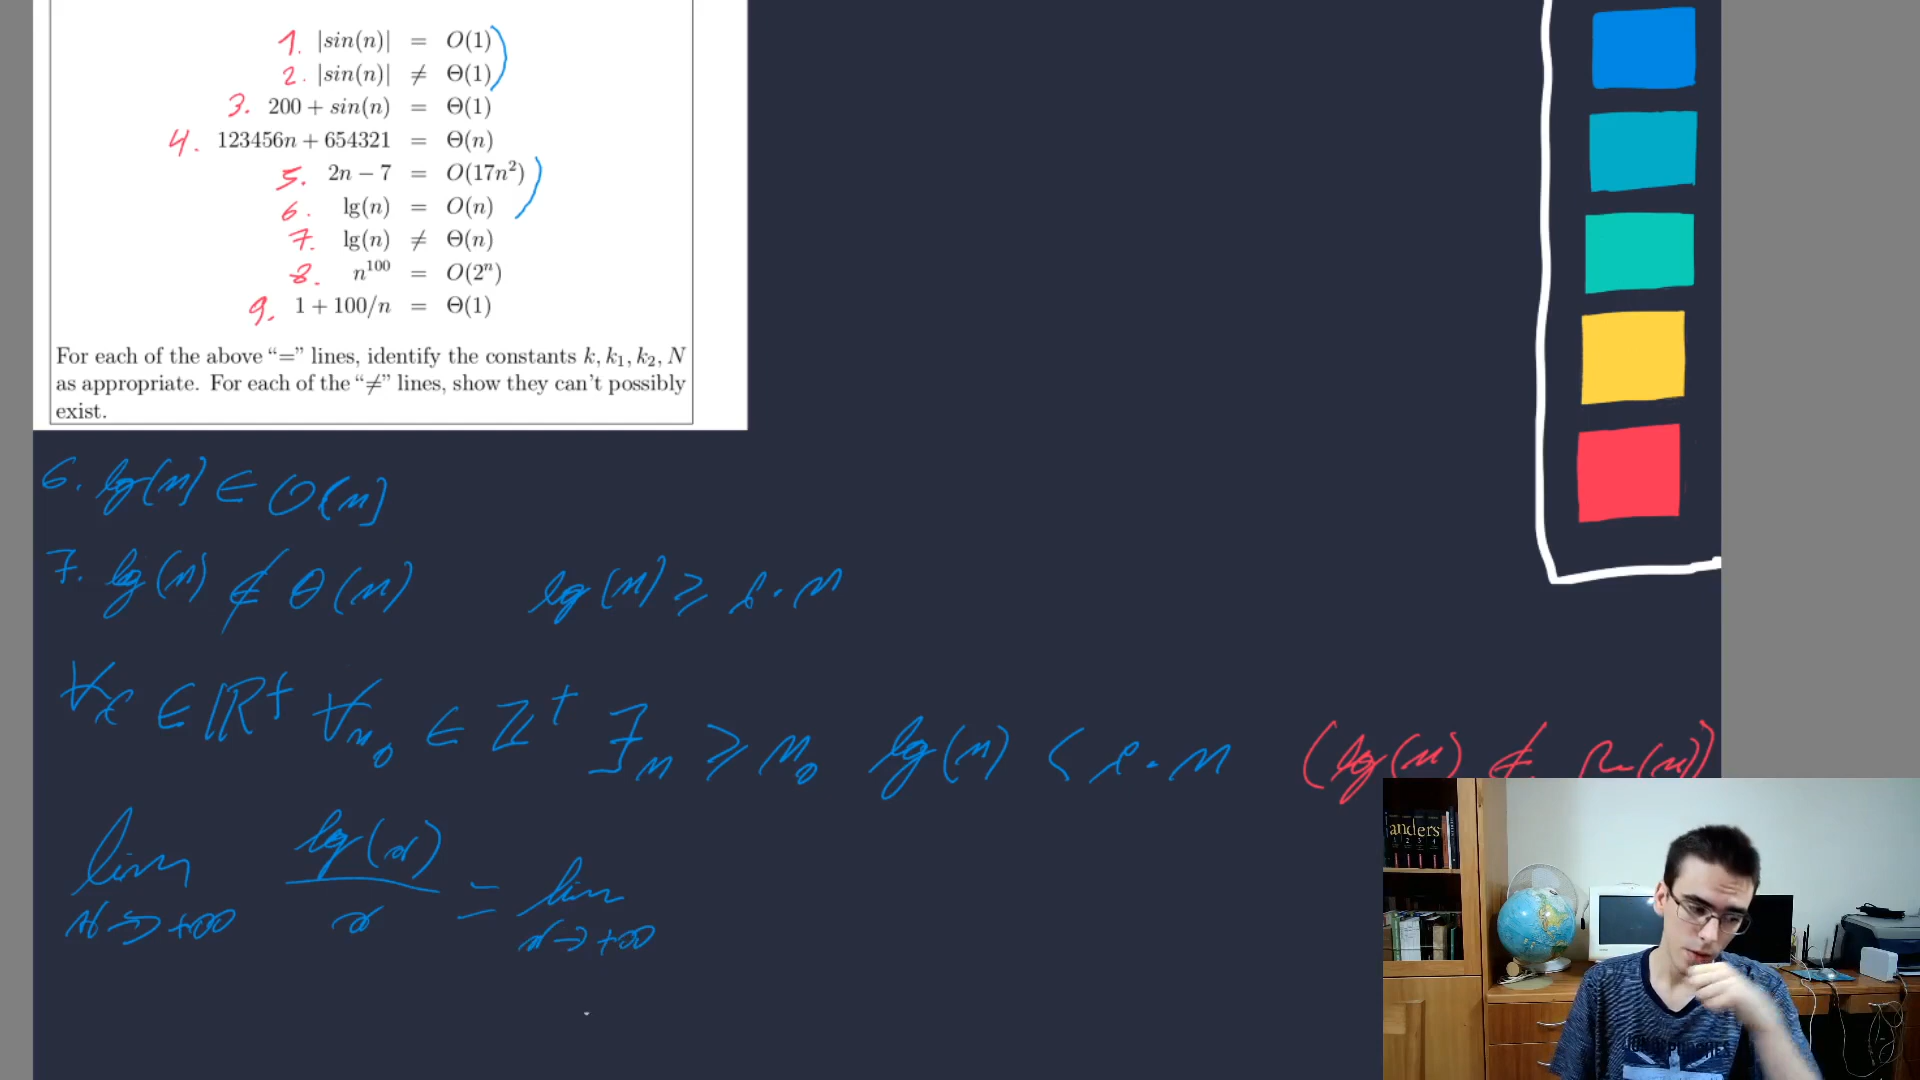 1. |sin(n)| = O(1)
2. |sin(n)| ≠ Θ(1)
3. 200 + sin(n) = Θ(1)
4. 123456n + 654321 = Θ(n)
5. 2n − 7 = O(17n²)
6. lg(n) = O(n)
7. lg(n) ≠ Θ(n)
8. n¹⁰⁰ = O(2ⁿ)
9. 1 + 100/n = Θ(1)
For each of the above “=” lines, identify the constants k, k₁, k₂, N
as appropriate. For each of the “≠” lines, show they can’t possibly
exist.
6. lg(n) ∈ O(n)
7. lg(n) ∉ Θ(n) lg(n) ≥ c·n
∀c ∈ ℝ⁺ ∀n₀ ∈ ℤ⁺ ∃n ≥ n₀ lg(n) < c·n (lg(n) ∉ Ω(n))
lim x→+∞ lg(x)/x = lim x→+∞
anders